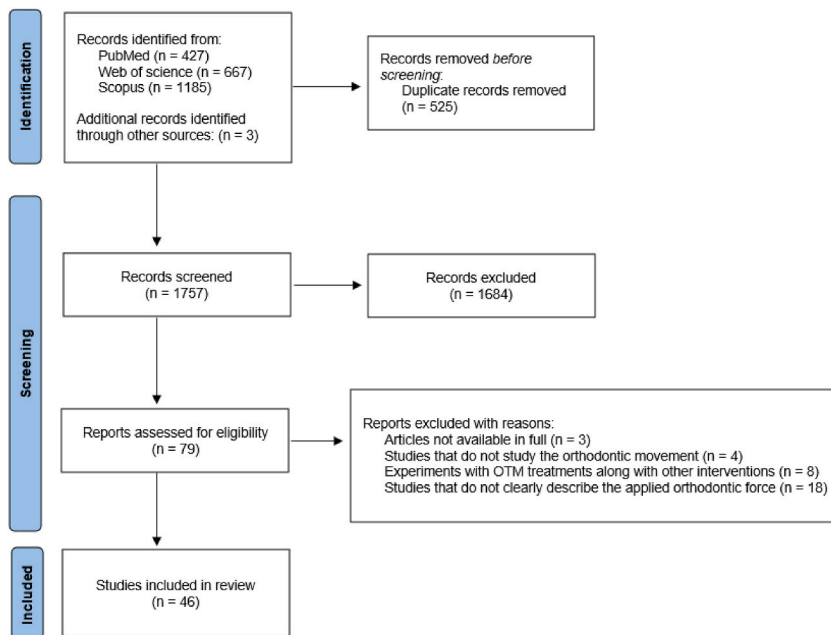 Identification
Records identified from:
PubMed (n = 427)
Web of science (n = 667)
Scopus (n = 1185)
Additional records identified
through other sources: (n = 3)
Records removed before
screening:
Duplicate records removed
(n = 525)
Screening
Records screened
(n = 1757)
Records excluded
(n = 1684)
Reports assessed for eligibility
(n = 79)
Reports excluded with reasons:
Articles not available in full (n = 3)
Studies that do not study the orthodontic movement (n = 4)
Experiments with OTM treatments along with other interventions (n = 8)
Studies that do not clearly describe the applied orthodontic force (n = 18)
Included
Studies included in review
(n = 46)